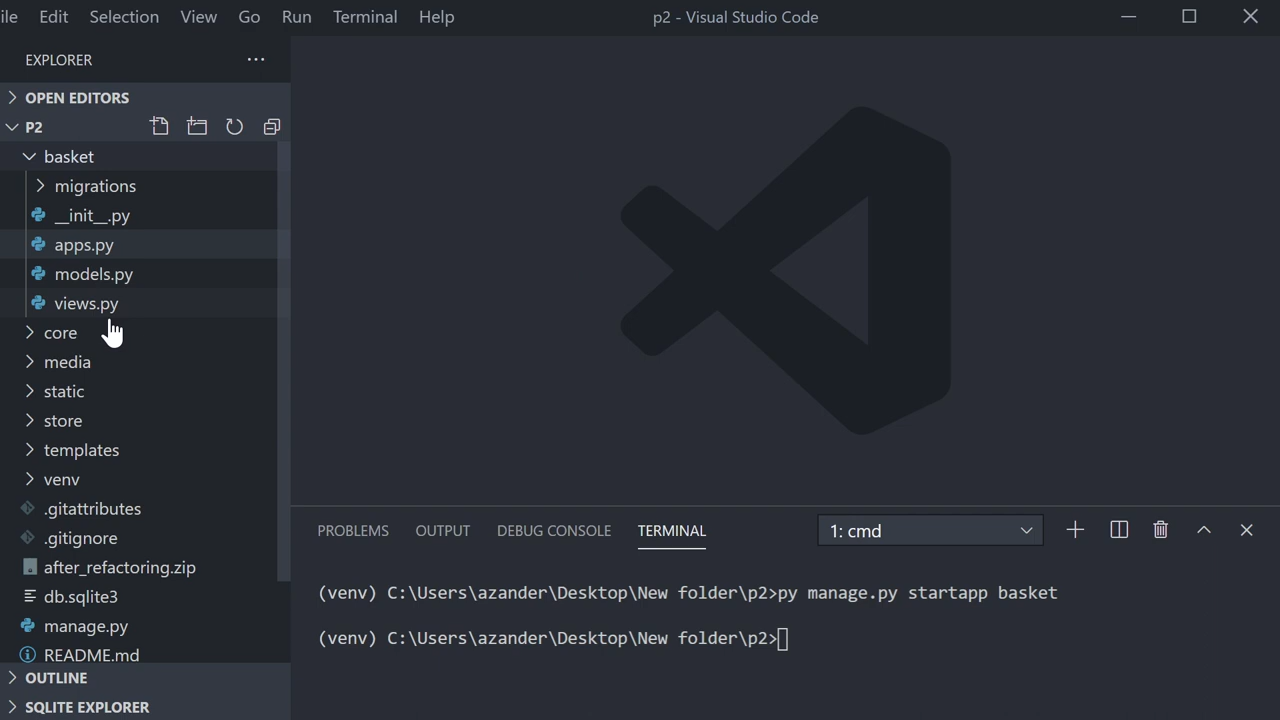 ile Edit Selection View Go Run Terminal Help p2 - Visual Studio Code
EXPLORER
OPEN EDITORS
P2
basket
migrations
__init__.py
apps.py
models.py
views.py
core
media
static
store
templates
venv
.gitattributes
.gitignore
after_refactoring.zip
db.sqlite3
manage.py
README.md
OUTLINE
SQLITE EXPLORER
PROBLEMS OUTPUT DEBUG CONSOLE TERMINAL 1: cmd
(venv) C:\Users\azander\Desktop\New folder\p2>py manage.py startapp basket
(venv) C:\Users\azander\Desktop\New folder\p2>